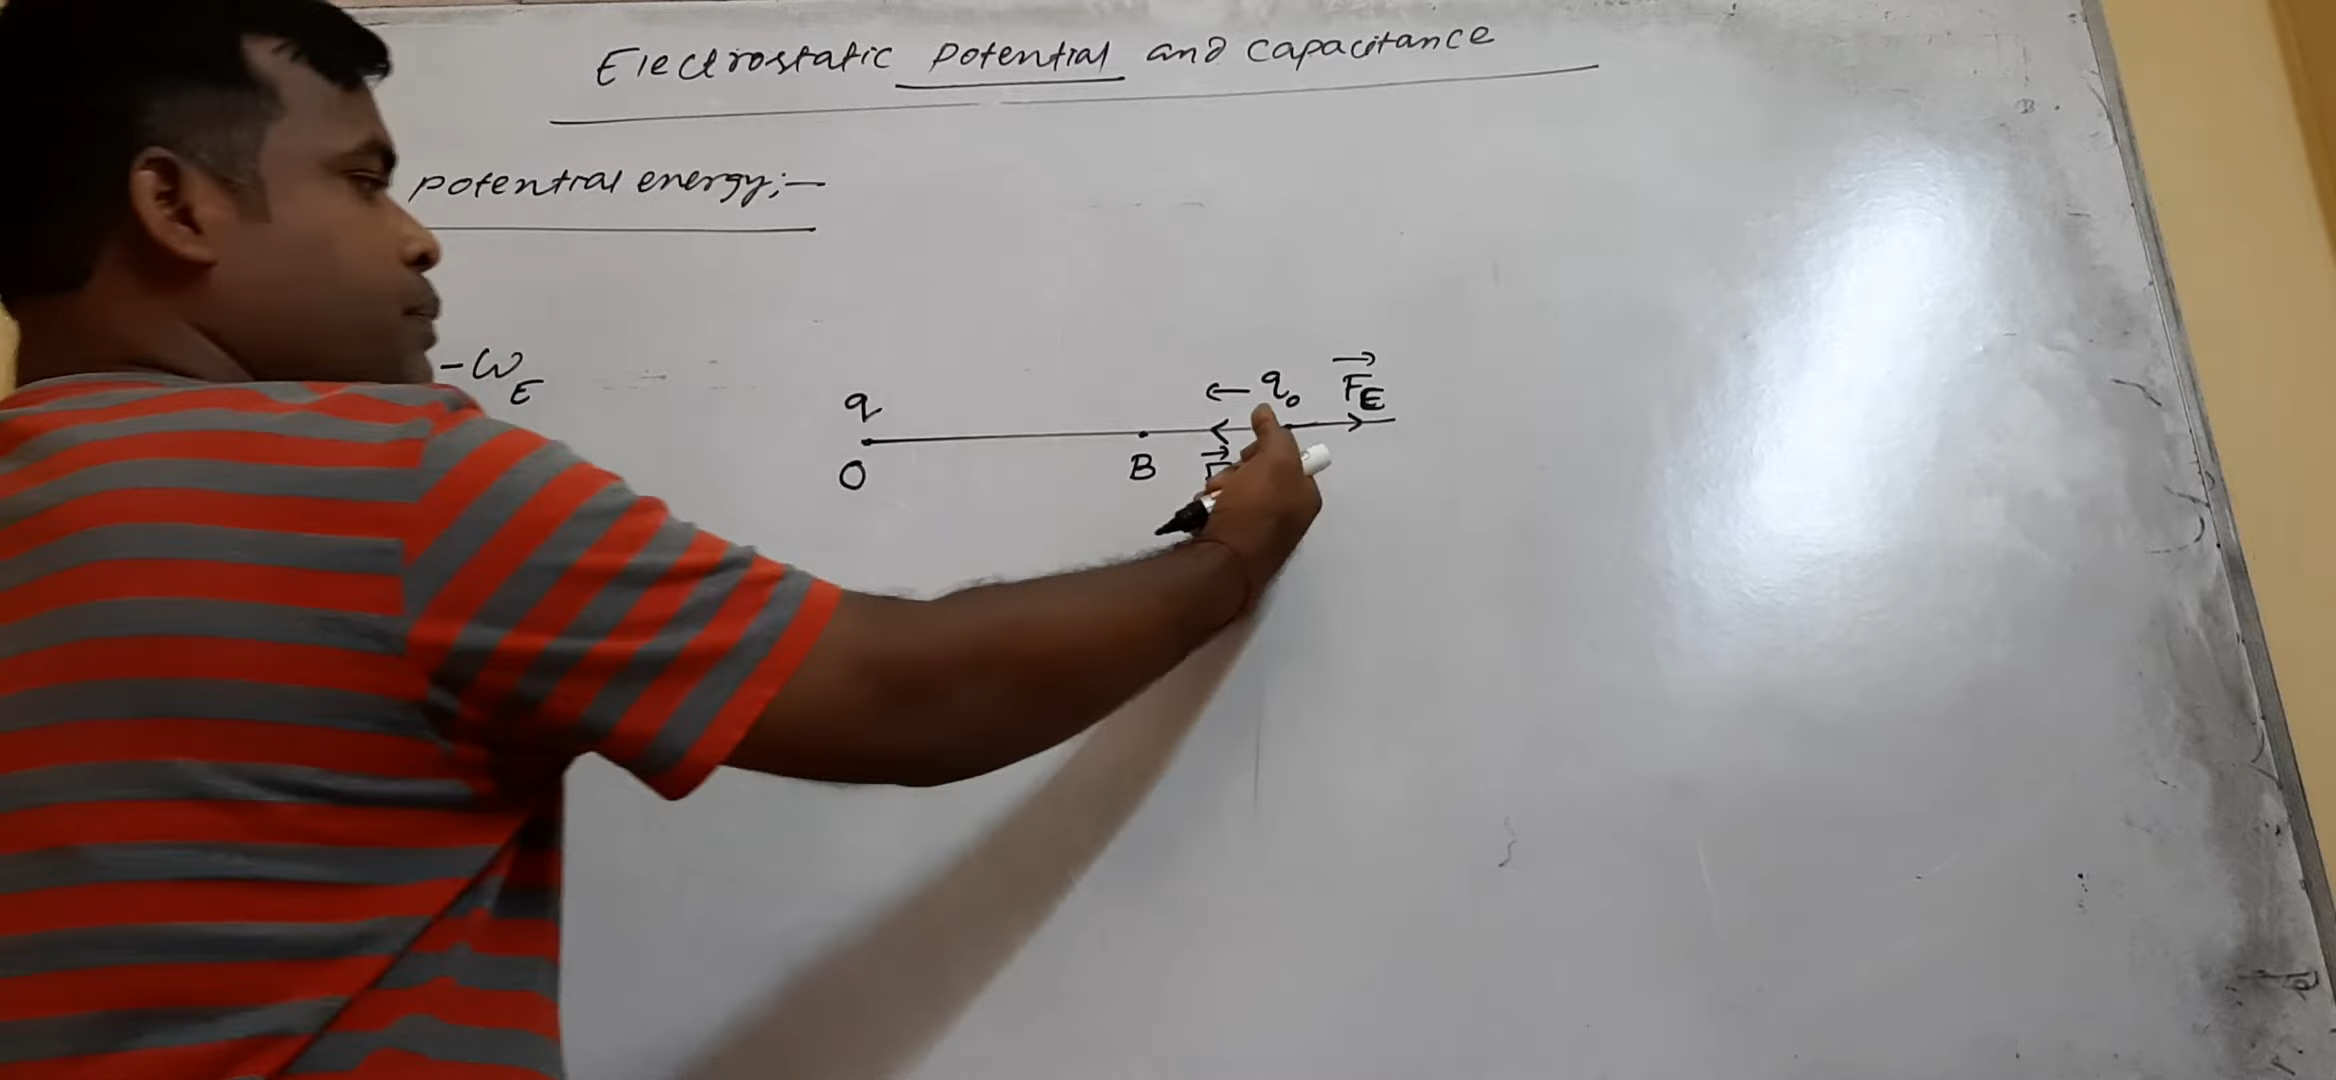 Electrostatic potential and capacitance
potential energy;—
-W_E
q ← q₀ F⃗_E
O B